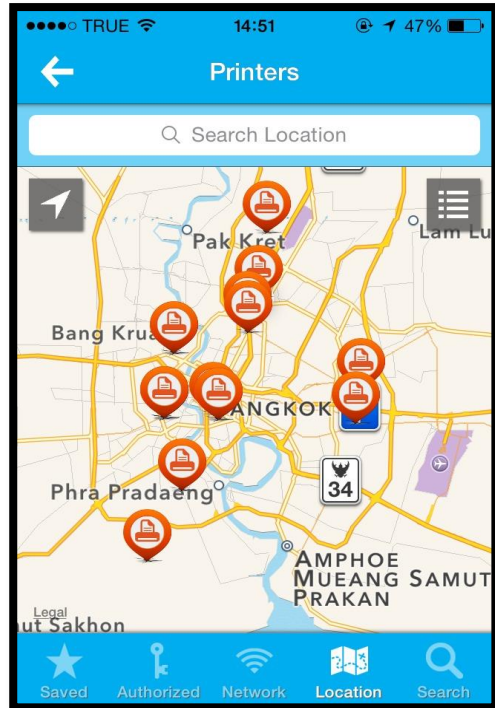 TRUE 14:51 47%
Printers
Search Location
Pak Kret
Lam Lu
Bang Krua
BANGKOK
34
Phra Pradaeng
AMPHOE
MUEANG SAMUT
PRAKAN
Legal
ut Sakhon
Saved Authorized Network Location Search